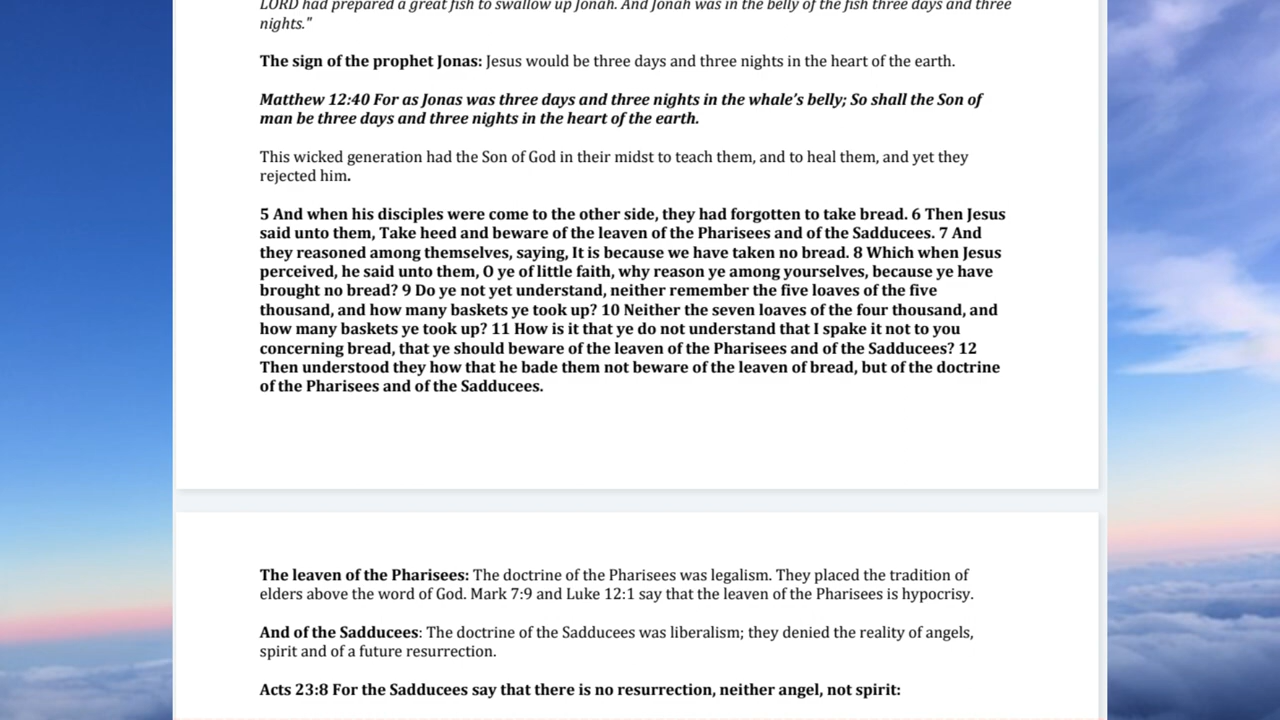 LORD had prepared a great fish to swallow up Jonah. And Jonah was in the belly of the fish three days and three
nights."
The sign of the prophet Jonas: Jesus would be three days and three nights in the heart of the earth.
Matthew 12:40 For as Jonas was three days and three nights in the whale’s belly; So shall the Son of
man be three days and three nights in the heart of the earth.
This wicked generation had the Son of God in their midst to teach them, and to heal them, and yet they
rejected him.
5 And when his disciples were come to the other side, they had forgotten to take bread. 6 Then Jesus
said unto them, Take heed and beware of the leaven of the Pharisees and of the Sadducees. 7 And
they reasoned among themselves, saying, It is because we have taken no bread. 8 Which when Jesus
perceived, he said unto them, O ye of little faith, why reason ye among yourselves, because ye have
brought no bread? 9 Do ye not yet understand, neither remember the five loaves of the five
thousand, and how many baskets ye took up? 10 Neither the seven loaves of the four thousand, and
how many baskets ye took up? 11 How is it that ye do not understand that I spake it not to you
concerning bread, that ye should beware of the leaven of the Pharisees and of the Sadducees? 12
Then understood they how that he bade them not beware of the leaven of bread, but of the doctrine
of the Pharisees and of the Sadducees.
The leaven of the Pharisees: The doctrine of the Pharisees was legalism. They placed the tradition of
elders above the word of God. Mark 7:9 and Luke 12:1 say that the leaven of the Pharisees is hypocrisy.
And of the Sadducees: The doctrine of the Sadducees was liberalism; they denied the reality of angels,
spirit and of a future resurrection.
Acts 23:8 For the Sadducees say that there is no resurrection, neither angel, not spirit: